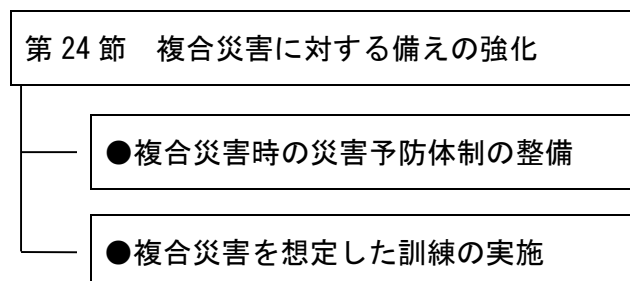 第 24 節　複合災害に対する備えの強化
●複合災害時の災害予防体制の整備
●複合災害を想定した訓練の実施